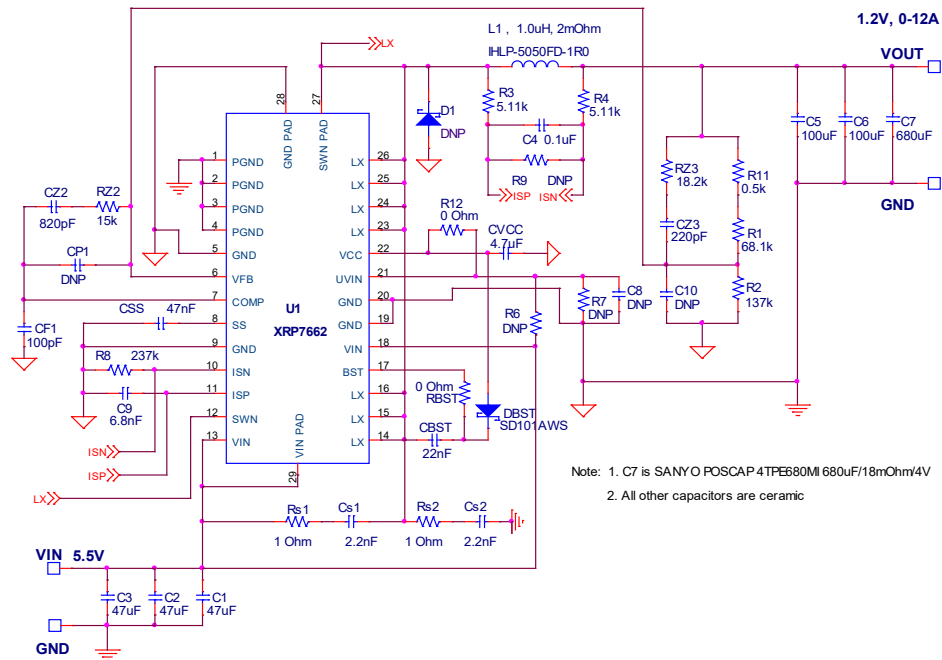 1.2V, 0-12A
L1 , 1.0uH, 2mOhm
IHLP-5050FD-1R0
LX
VOUT
28
27
GND PAD
SWN PAD
R3
5.11k
R4
5.11k
D1
DNP
C4 0.1uF
C5
100uF
C6
100uF
C7
680uF
1
PGND
LX
26
2
PGND
LX
25
3
PGND
LX
24
4
PGND
LX
23
5
GND
VCC
22
6
VFB
UVIN
21
7
COMP
GND
20
8
SS
GND
19
9
GND
VIN
18
10
ISN
BST
17
11
ISP
LX
16
12
SWN
LX
15
13
VIN
LX
14
U1
XRP7662
VIN PAD
29
R9
DNP
ISP
ISN
RZ3
18.2k
R11
0.5k
GND
CZ2
820pF
RZ2
15k
R12
0 Ohm
CVCC
4.7uF
CZ3
220pF
R1
68.1k
CP1
DNP
R7
DNP
C8
DNP
C10
DNP
R2
137k
CSS
47nF
R6
DNP
CF1
100pF
R8
237k
C9
6.8nF
0 Ohm
RBST
DBST
SD101AWS
CBST
22nF
ISN
ISP
LX
Note: 1. C7 is SANYO POSCAP 4TPE680MI 680uF/18mOhm/4V
2. All other capacitors are ceramic
Rs1
1 Ohm
Cs1
2.2nF
Rs2
1 Ohm
Cs2
2.2nF
VIN 5.5V
C3
47uF
C2
47uF
C1
47uF
GND